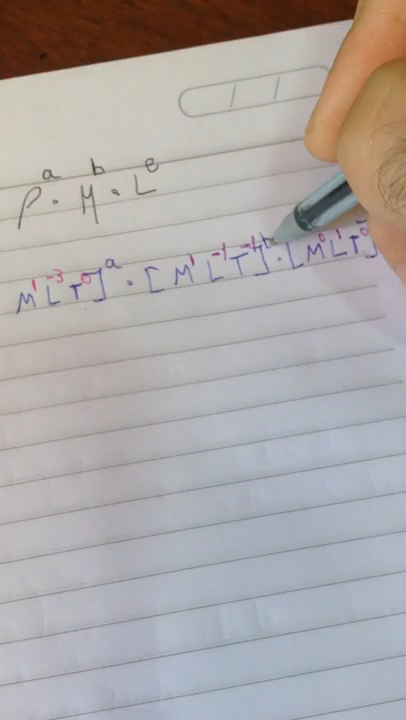 ρ^a · M^b · L^e
M^1 L^-3 T^0]^a · [M^1 L^-1 T^-1]^b · [M^0 L^1 T^0]